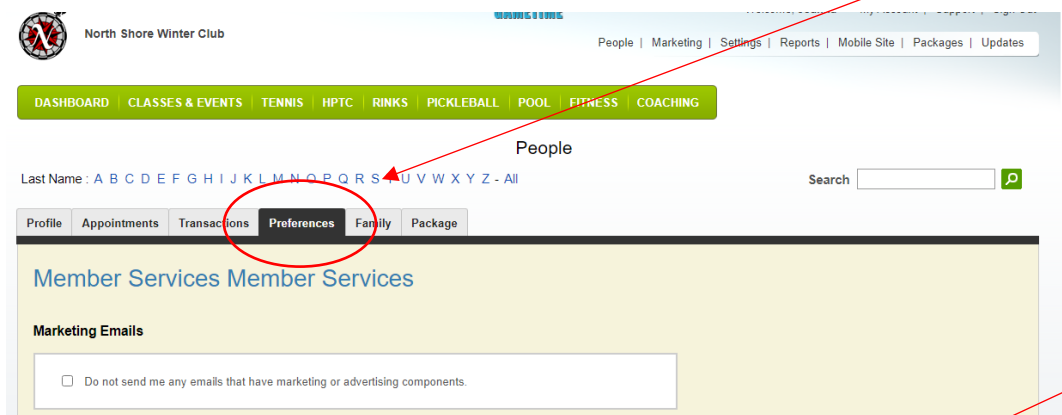 GAMETIME
North Shore Winter Club
People | Marketing | Settings | Reports | Mobile Site | Packages | Updates
DASHBOARD | CLASSES & EVENTS | TENNIS | HPTC | RINKS | PICKLEBALL | POOL | FITNESS | COACHING
People
Last Name : A B C D E F G H I J K L M N O P Q R S T U V W X Y Z - All
Search
Profile Appointments Transactions Preferences Family Package
Member Services Member Services
Marketing Emails
Do not send me any emails that have marketing or advertising components.